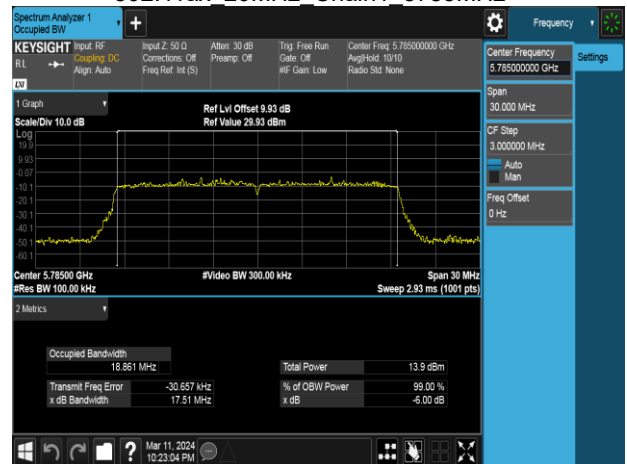 Spectrum Analyzer 1
Occupied BW
Frequency
KEYSIGHT
RL
LXI
Input: RF
Coupling: DC
Align: Auto
Input Z: 50 Ω
Corrections: Off
Freq Ref: Int (S)
Atten: 30 dB
Preamp: Off
Trig: Free Run
Gate: Off
#IF Gain: Low
Center Freq: 5.785000000 GHz
Avg|Hold: 10/10
Radio Std: None
Center Frequency
5.785000000 GHz
Settings
Span
30.000 MHz
CF Step
3.000000 MHz
Auto
Man
Freq Offset
0 Hz
1 Graph
Scale/Div 10.0 dB
Ref Lvl Offset 9.93 dB
Ref Value 29.93 dBm
Log
19.9
9.93
-0.07
-10.1
-20.1
-30.1
-40.1
-50.1
-60.1
Center 5.78500 GHz
#Video BW 300.00 kHz
Span 30 MHz
#Res BW 100.00 kHz
Sweep 2.93 ms (1001 pts)
2 Metrics
Occupied Bandwidth
18.861 MHz
Total Power 13.9 dBm
Transmit Freq Error -30.657 kHz
% of OBW Power 99.00 %
x dB Bandwidth 17.51 MHz
x dB -6.00 dB
?
Mar 11, 2024
10:23:04 PM